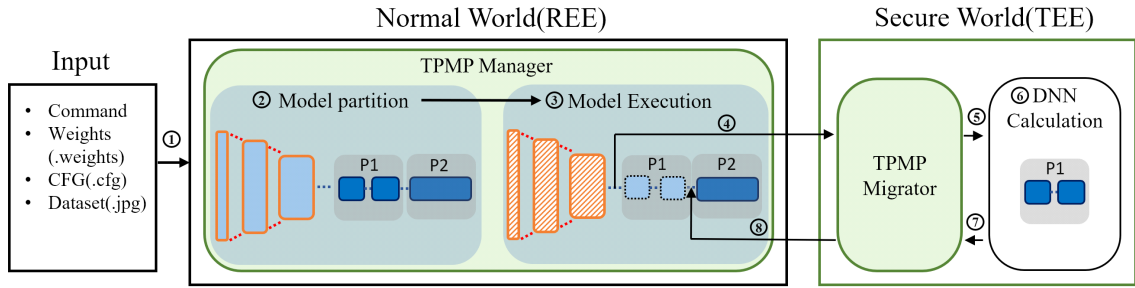 Normal World(REE)
Secure World(TEE)
Input
• Command
• Weights
(.weights)
• CFG(.cfg)
• Dataset(.jpg)
①
TPMP Manager
② Model partition
③ Model Execution
P1
P2
P1
P2
④
⑧
TPMP
Migrator
⑤
⑦
⑥ DNN
Calculation
P1